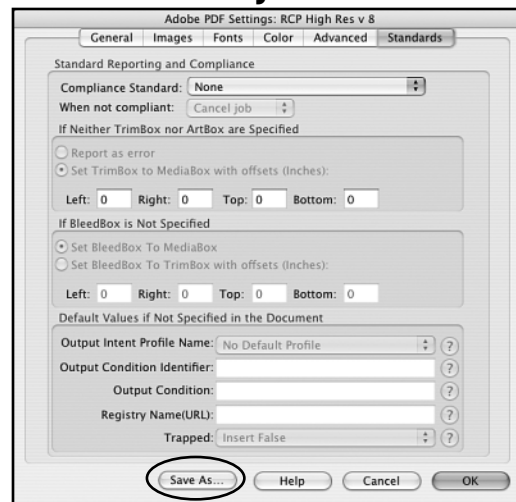 Adobe PDF Settings: RCP High Res v 8
General Images Fonts Color Advanced Standards
Standard Reporting and Compliance
Compliance Standard: None
When not compliant: Cancel job
If Neither TrimBox nor ArtBox are Specified
Report as error
Set TrimBox to MediaBox with offsets (Inches):
Left: 0 Right: 0 Top: 0 Bottom: 0
If BleedBox is Not Specified
Set BleedBox To MediaBox
Set BleedBox To TrimBox with offsets (Inches):
Left: 0 Right: 0 Top: 0 Bottom: 0
Default Values if Not Specified in the Document
Output Intent Profile Name: No Default Profile ?
Output Condition Identifier: ?
Output Condition: ?
Registry Name(URL): ?
Trapped: Insert False ?
Save As... Help Cancel OK